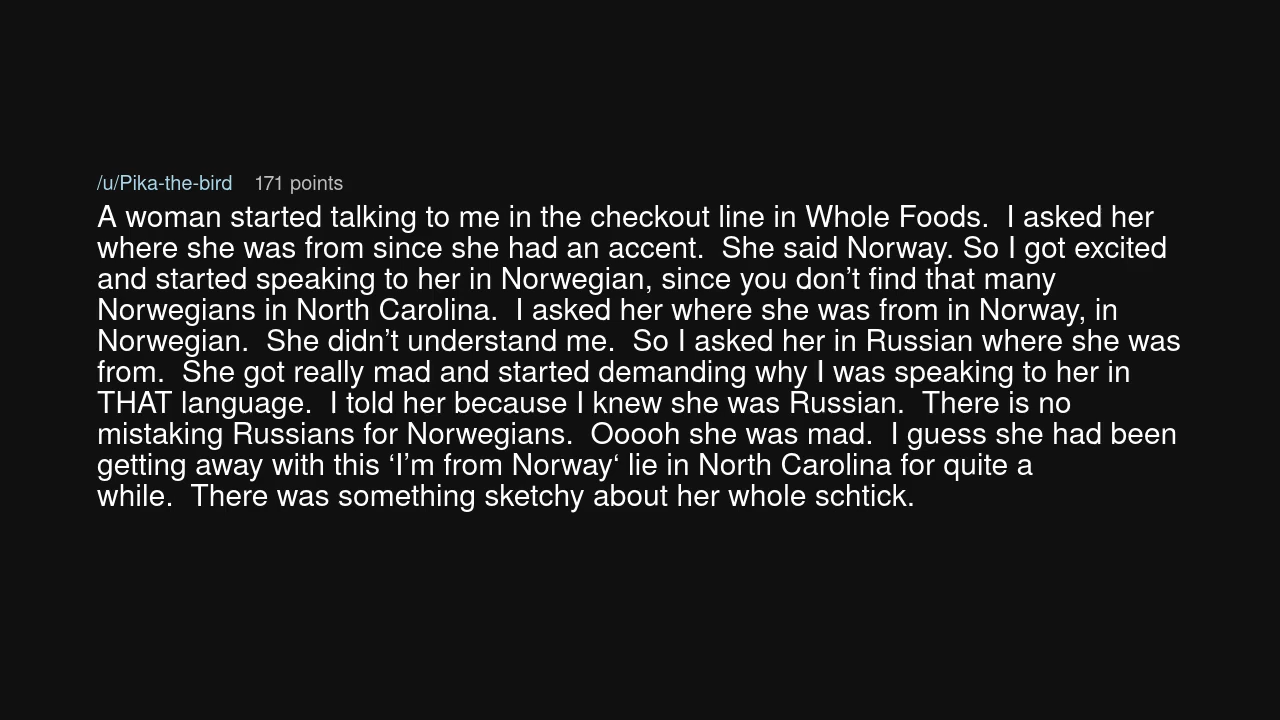 /u/Pika-the-bird 171 points
A woman started talking to me in the checkout line in Whole Foods.  I asked her
where she was from since she had an accent.  She said Norway. So I got excited
and started speaking to her in Norwegian, since you don’t find that many
Norwegians in North Carolina.  I asked her where she was from in Norway, in
Norwegian.  She didn’t understand me.  So I asked her in Russian where she was
from.  She got really mad and started demanding why I was speaking to her in
THAT language.  I told her because I knew she was Russian.  There is no
mistaking Russians for Norwegians.  Ooooh she was mad.  I guess she had been
getting away with this ‘I’m from Norway‘ lie in North Carolina for quite a
while.  There was something sketchy about her whole schtick.